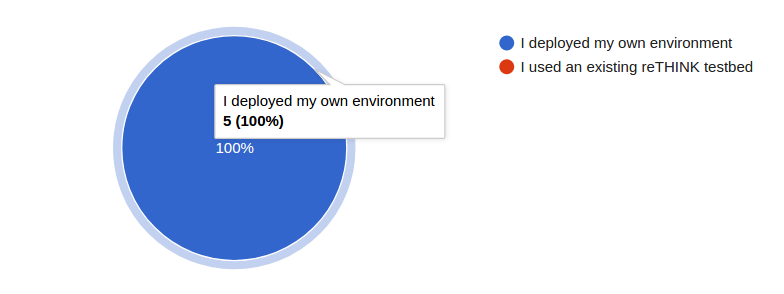 I deployed my own environment
I used an existing reTHINK testbed
I deployed my own environment
5 (100%)
100%